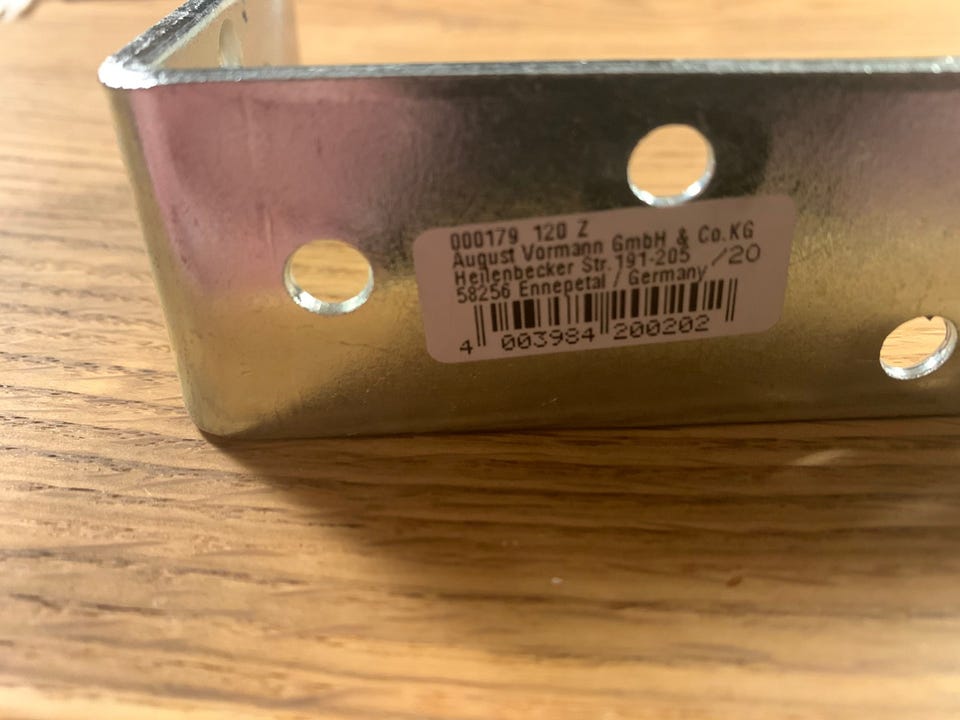 000179 120 Z
August Vormann GmbH & Co.KG
Heilenbecker Str.191-205 /20
58256 Ennepetal / Germany
4 003984 200202